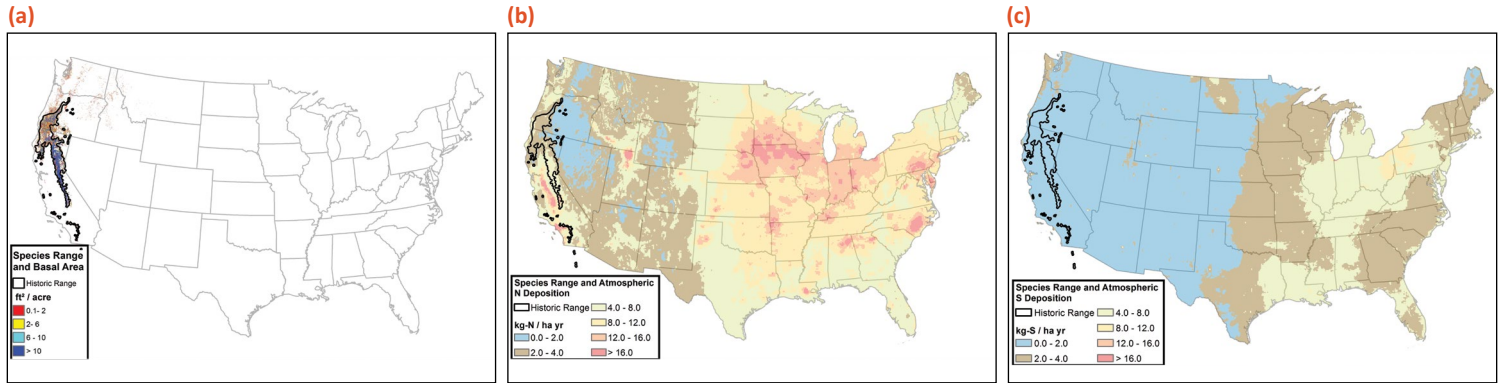 (a)
Species Range
and Basal Area
Historic Range
ft² / acre
0.1- 2
2- 6
6 - 10
> 10
(b)
Species Range and Atmospheric
N Deposition
Historic Range
kg-N / ha yr
0.0 - 2.0
2.0 - 4.0
4.0 - 8.0
8.0 - 12.0
12.0 - 16.0
> 16.0
(c)
Species Range and Atmospheric
S Deposition
Historic Range
kg-S / ha yr
0.0 - 2.0
2.0 - 4.0
4.0 - 8.0
8.0 - 12.0
12.0 - 16.0
> 16.0